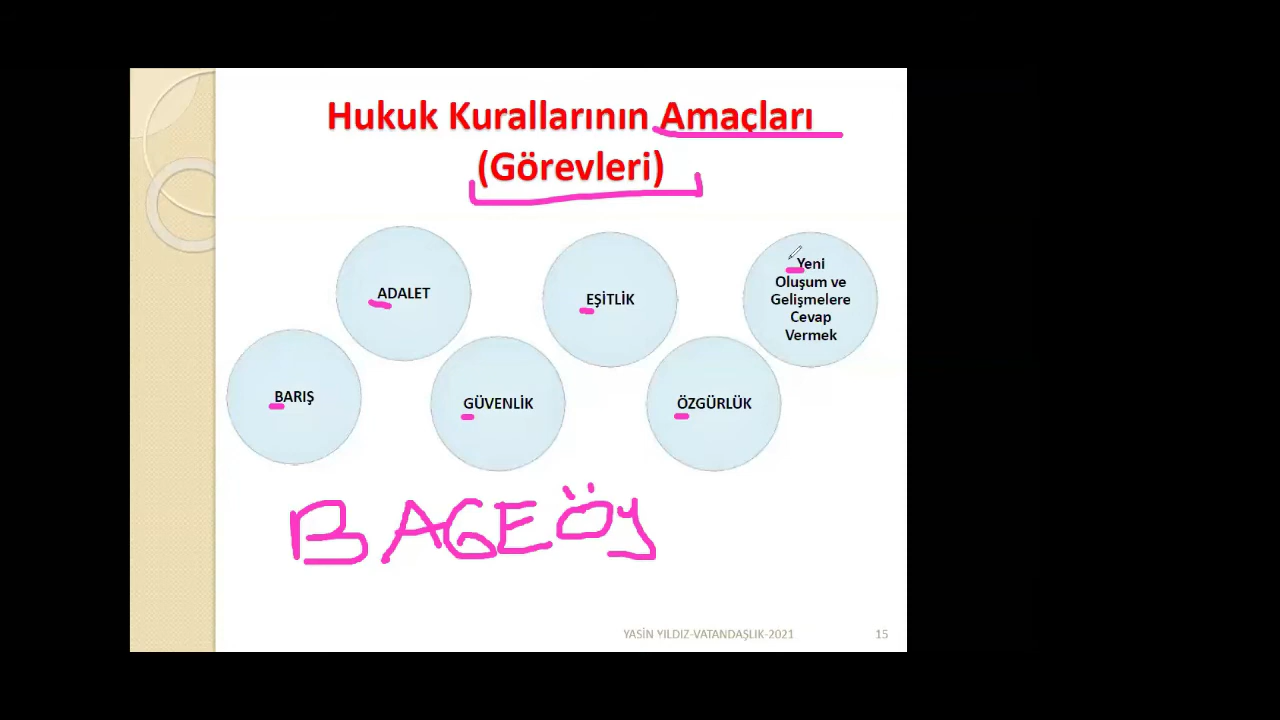 Hukuk Kurallarının Amaçları
(Görevleri)
ADALET
EŞİTLİK
Yeni
Oluşum ve
Gelişmelere
Cevap
Vermek
BARIŞ
GÜVENLİK
ÖZGÜRLÜK
BAGEÖY
YASİN YILDIZ-VATANDAŞLIK-2021
15